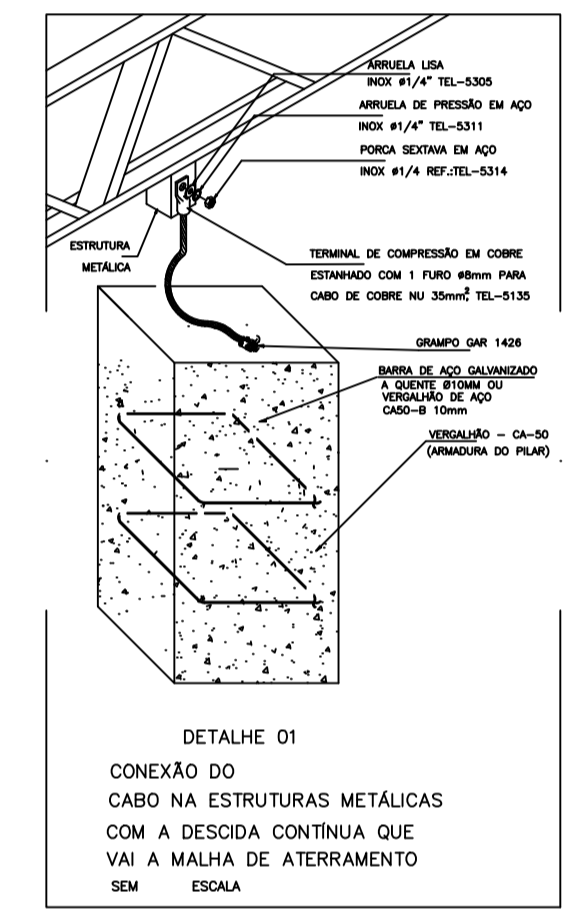 ARRUELA LISA
INOX ø1/4" TEL-5305
ARRUELA DE PRESSÃO EM AÇO
INOX ø1/4" TEL-5311
PORCA SEXTAVA EM AÇO
INOX ø1/4 REF.:TEL-5314
ESTRUTURA
METÁLICA
TERMINAL DE COMPRESSÃO EM COBRE
ESTANHADO COM 1 FURO ø8mm PARA
CABO DE COBRE NU 35mm², TEL-5135
GRAMPO GAR 1426
BARRA DE AÇO GALVANIZADO
A QUENTE Ø10MM OU
VERGALHÃO DE AÇO
CA50-B 10mm
VERGALHÃO - CA-50
(ARMADURA DO PILAR)
DETALHE 01
CONEXÃO DO
CABO NA ESTRUTURAS METÁLICAS
COM A DESCIDA CONTÍNUA QUE
VAI A MALHA DE ATERRAMENTO
SEM ESCALA